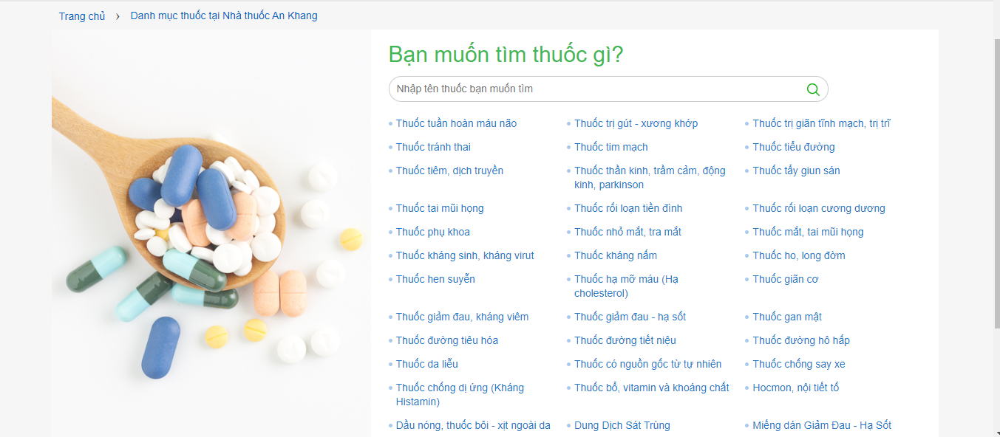 Trang chủ › Danh mục thuốc tại Nhà thuốc An Khang
Bạn muốn tìm thuốc gì?
Nhập tên thuốc bạn muốn tìm
Thuốc tuần hoàn máu não
Thuốc trị gút - xương khớp
Thuốc trị giãn tĩnh mạch, trị trĩ
Thuốc tránh thai
Thuốc tim mạch
Thuốc tiểu đường
Thuốc tiêm, dịch truyền
Thuốc thần kinh, trầm cảm, động
kinh, parkinson
Thuốc tẩy giun sán
Thuốc tai mũi họng
Thuốc rối loạn tiền đình
Thuốc rối loạn cương dương
Thuốc phụ khoa
Thuốc nhỏ mắt, tra mắt
Thuốc mắt, tai mũi họng
Thuốc kháng sinh, kháng virut
Thuốc kháng nấm
Thuốc ho, long đờm
Thuốc hen suyễn
Thuốc hạ mỡ máu (Hạ
cholesterol)
Thuốc giãn cơ
Thuốc giảm đau, kháng viêm
Thuốc giảm đau - hạ sốt
Thuốc gan mật
Thuốc đường tiêu hóa
Thuốc đường tiết niệu
Thuốc đường hô hấp
Thuốc da liễu
Thuốc có nguồn gốc từ tự nhiên
Thuốc chống say xe
Thuốc chống dị ứng (Kháng
Histamin)
Thuốc bổ, vitamin và khoáng chất
Hocmon, nội tiết tố
Dầu nóng, thuốc bôi - xịt ngoài da
Dung Dịch Sát Trùng
Miếng dán Giảm Đau - Hạ Sốt